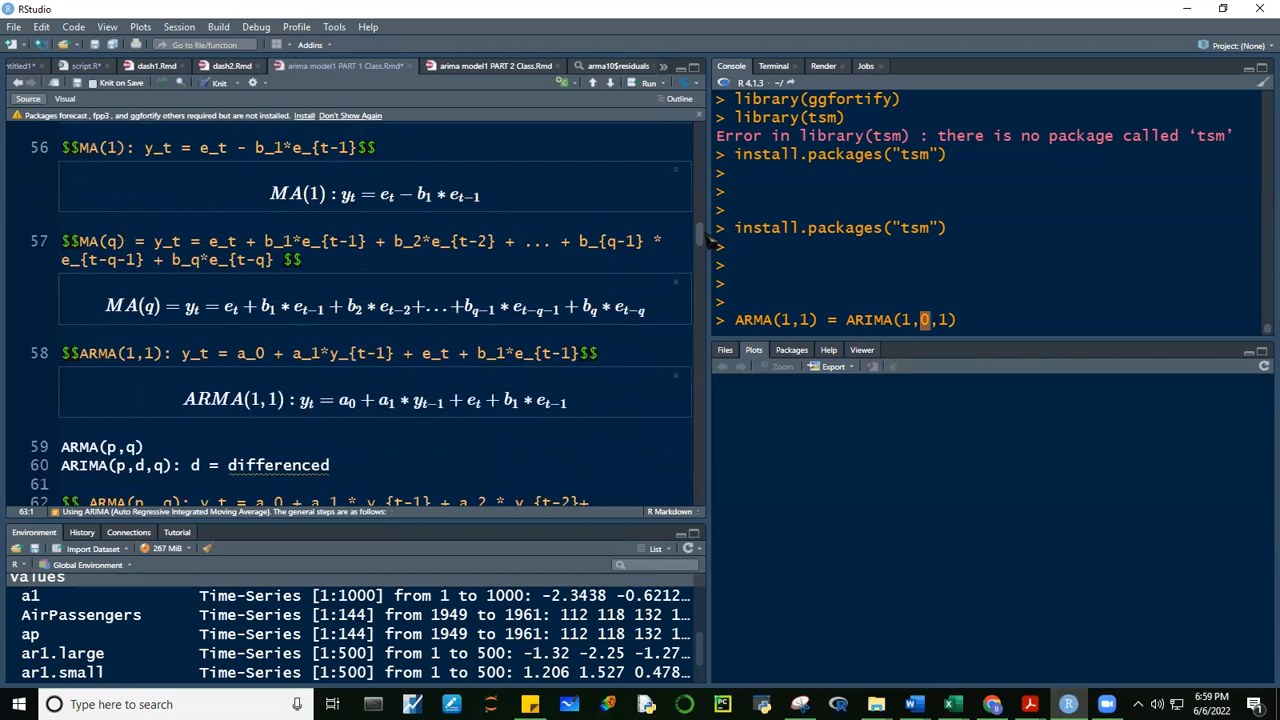 RStudio
File Edit Code View Plots Session Build Debug Profile Tools Help
Go to file/function Addins Project: (None)
ntitled1* script.R* dash1.Rmd dash2.Rmd arima model1 PART 1 Class.Rmd* arima model1 PART 2 Class.Rmd arma10$residuals
Knit on Save Knit Run
Source Visual Outline
Packages forecast, fpp3, and ggfortify others required but are not installed. Install Don't Show Again
56 $$MA(1): y_t = e_t - b_1*e_{t-1}$$
MA(1) : y_t = e_t − b_1 * e_{t−1}
57 $$MA(q) = y_t = e_t + b_1*e_{t-1} + b_2*e_{t-2} + ... + b_{q-1} *
e_{t-q-1} + b_q*e_{t-q} $$
MA(q) = y_t = e_t + b_1 * e_{t−1} + b_2 * e_{t−2}+...+b_{q−1} * e_{t−q−1} + b_q * e_{t−q}
58 $$ARMA(1,1): y_t = a_0 + a_1*y_{t-1} + e_t + b_1*e_{t-1}$$
ARMA(1,1) : y_t = a_0 + a_1 * y_{t−1} + e_t + b_1 * e_{t−1}
59 ARMA(p,q)
60 ARIMA(p,d,q): d = differenced
61
62 $$ ARMA(p, q): y_t = a_0 + a_1 * y_{t-1} + a_2 * y_{t-2}+
63:1 Using ARIMA (Auto Regressive Integrated Moving Average). The general steps are as follows: R Markdown
Console Terminal Render Jobs
R 4.1.3 · ~/
> library(ggfortify)
> library(tsm)
Error in library(tsm) : there is no package called ‘tsm’
> install.packages("tsm")
>
>
>
> install.packages("tsm")
>
>
>
>
> ARMA(1,1) = ARIMA(1,0,1)
Files Plots Packages Help Viewer
Zoom Export
Environment History Connections Tutorial
Import Dataset 267 MiB List
R Global Environment
Values
a1 Time-Series [1:1000] from 1 to 1000: -2.3438 -0.6212…
AirPassengers Time-Series [1:144] from 1949 to 1961: 112 118 132 1…
ap Time-Series [1:144] from 1949 to 1961: 112 118 132 1…
ar1.large Time-Series [1:500] from 1 to 500: -1.32 -2.25 -1.27…
ar1.small Time-Series [1:500] from 1 to 500: 1.206 1.527 0.478…
Type here to search
6:59 PM
6/6/2022